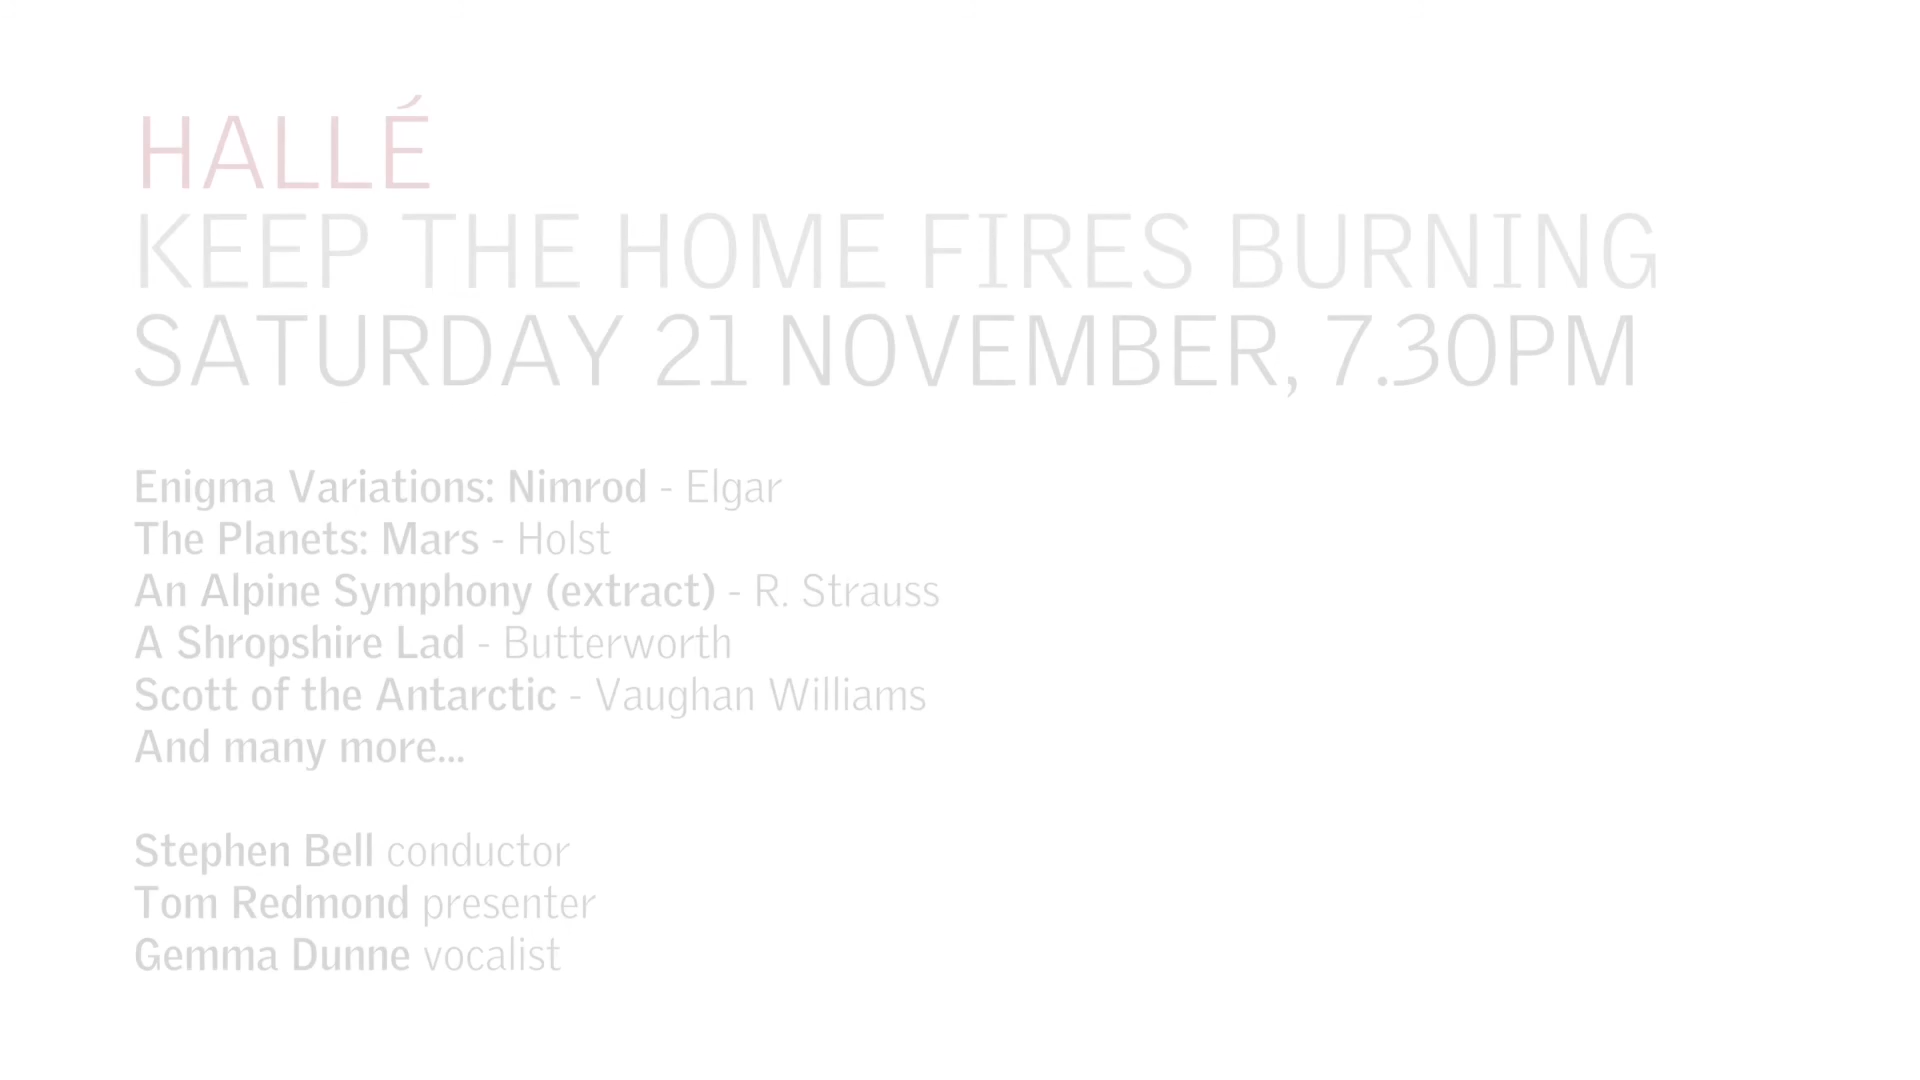 HALLÉ
KEEP THE HOME FIRES BURNING
SATURDAY 21 NOVEMBER, 7.30PM
Enigma Variations: Nimrod - Elgar
The Planets: Mars - Holst
An Alpine Symphony (extract) - R. Strauss
A Shropshire Lad - Butterworth
Scott of the Antarctic - Vaughan Williams
And many more...
Stephen Bell conductor
Tom Redmond presenter
Gemma Dunne vocalist